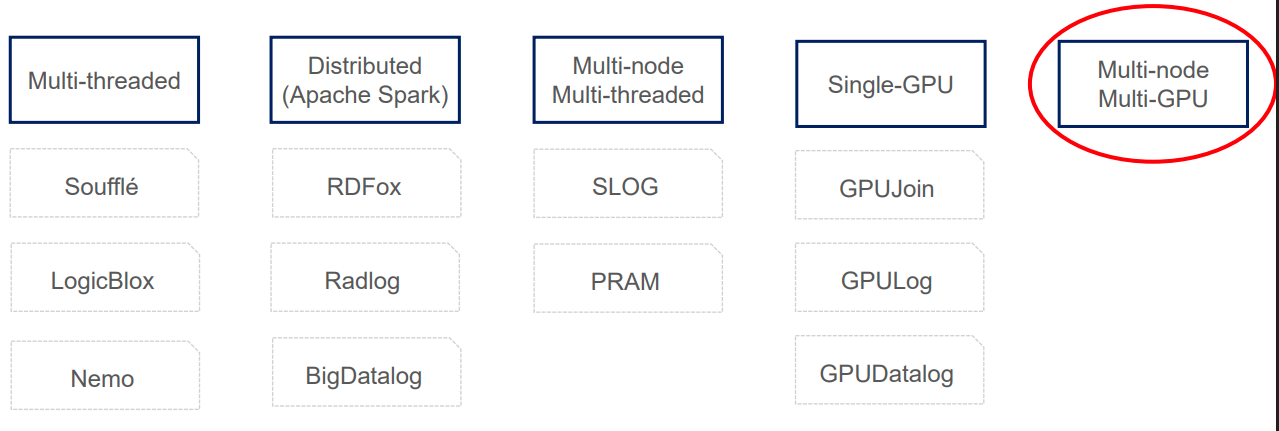 Multi-threaded
Distributed
(Apache Spark)
Multi-node
Multi-threaded
Single-GPU
Multi-node
Multi-GPU
Soufflé
RDFox
SLOG
GPUJoin
LogicBlox
Radlog
PRAM
GPULog
Nemo
BigDatalog
GPUDatalog